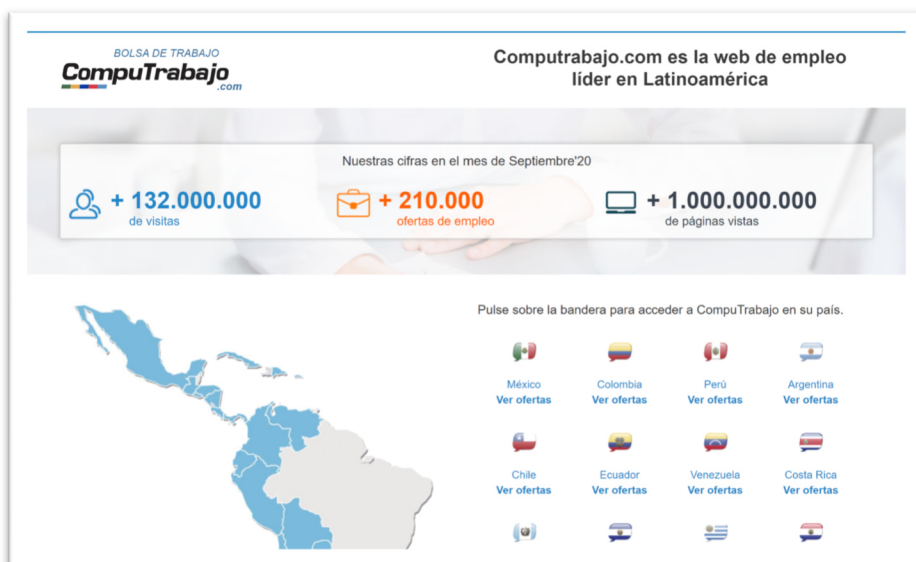 BOLSA DE TRABAJO
CompuTrabajo
.com
Computrabajo.com es la web de empleo
líder en Latinoamérica
Nuestras cifras en el mes de Septiembre'20
+ 132.000.000
de visitas
+ 210.000
ofertas de empleo
+ 1.000.000.000
de páginas vistas
Pulse sobre la bandera para acceder a CompuTrabajo en su país.
México Colombia Perú Argentina
Ver ofertas Ver ofertas Ver ofertas Ver ofertas
Chile Ecuador Venezuela Costa Rica
Ver ofertas Ver ofertas Ver ofertas Ver ofertas